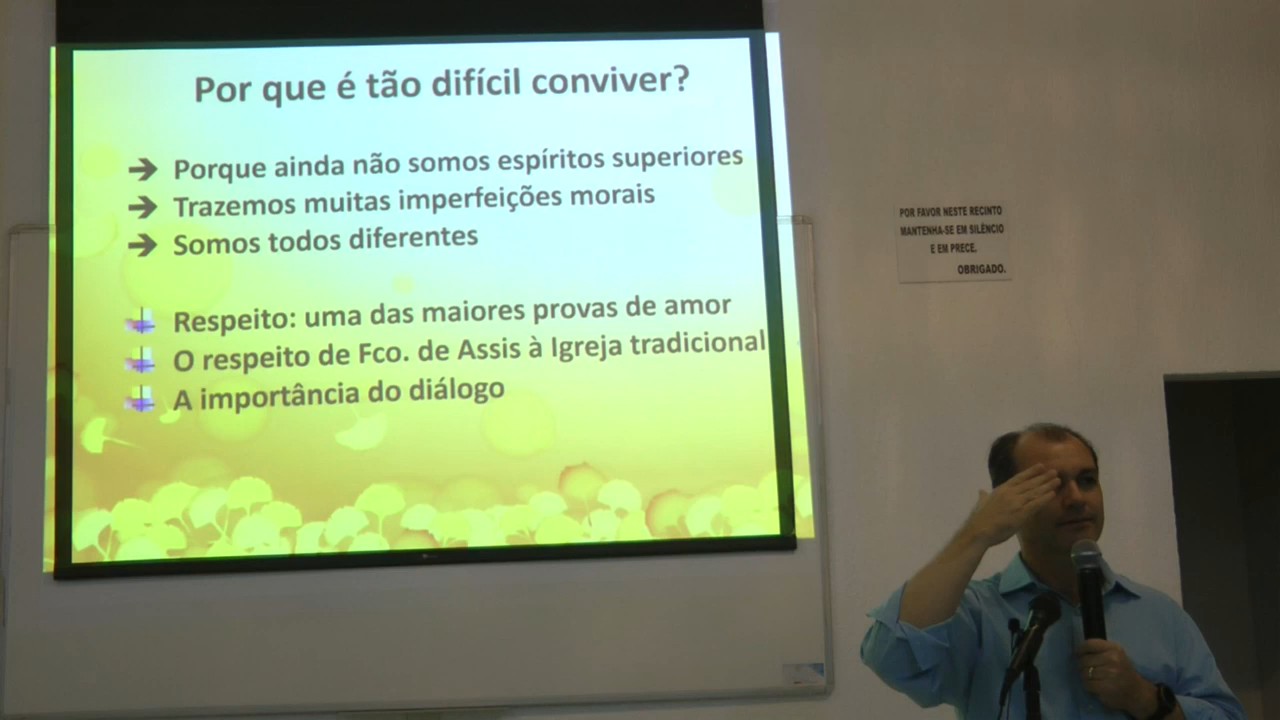 Por que é tão difícil conviver?
Porque ainda não somos espíritos superiores
Trazemos muitas imperfeições morais
Somos todos diferentes
Respeito: uma das maiores provas de amor
O respeito de Fco. de Assis à Igreja tradicional
A importância do diálogo
POR FAVOR NESTE RECINTO
MANTENHA-SE EM SILÊNCIO
E EM PRECE.
OBRIGADO.